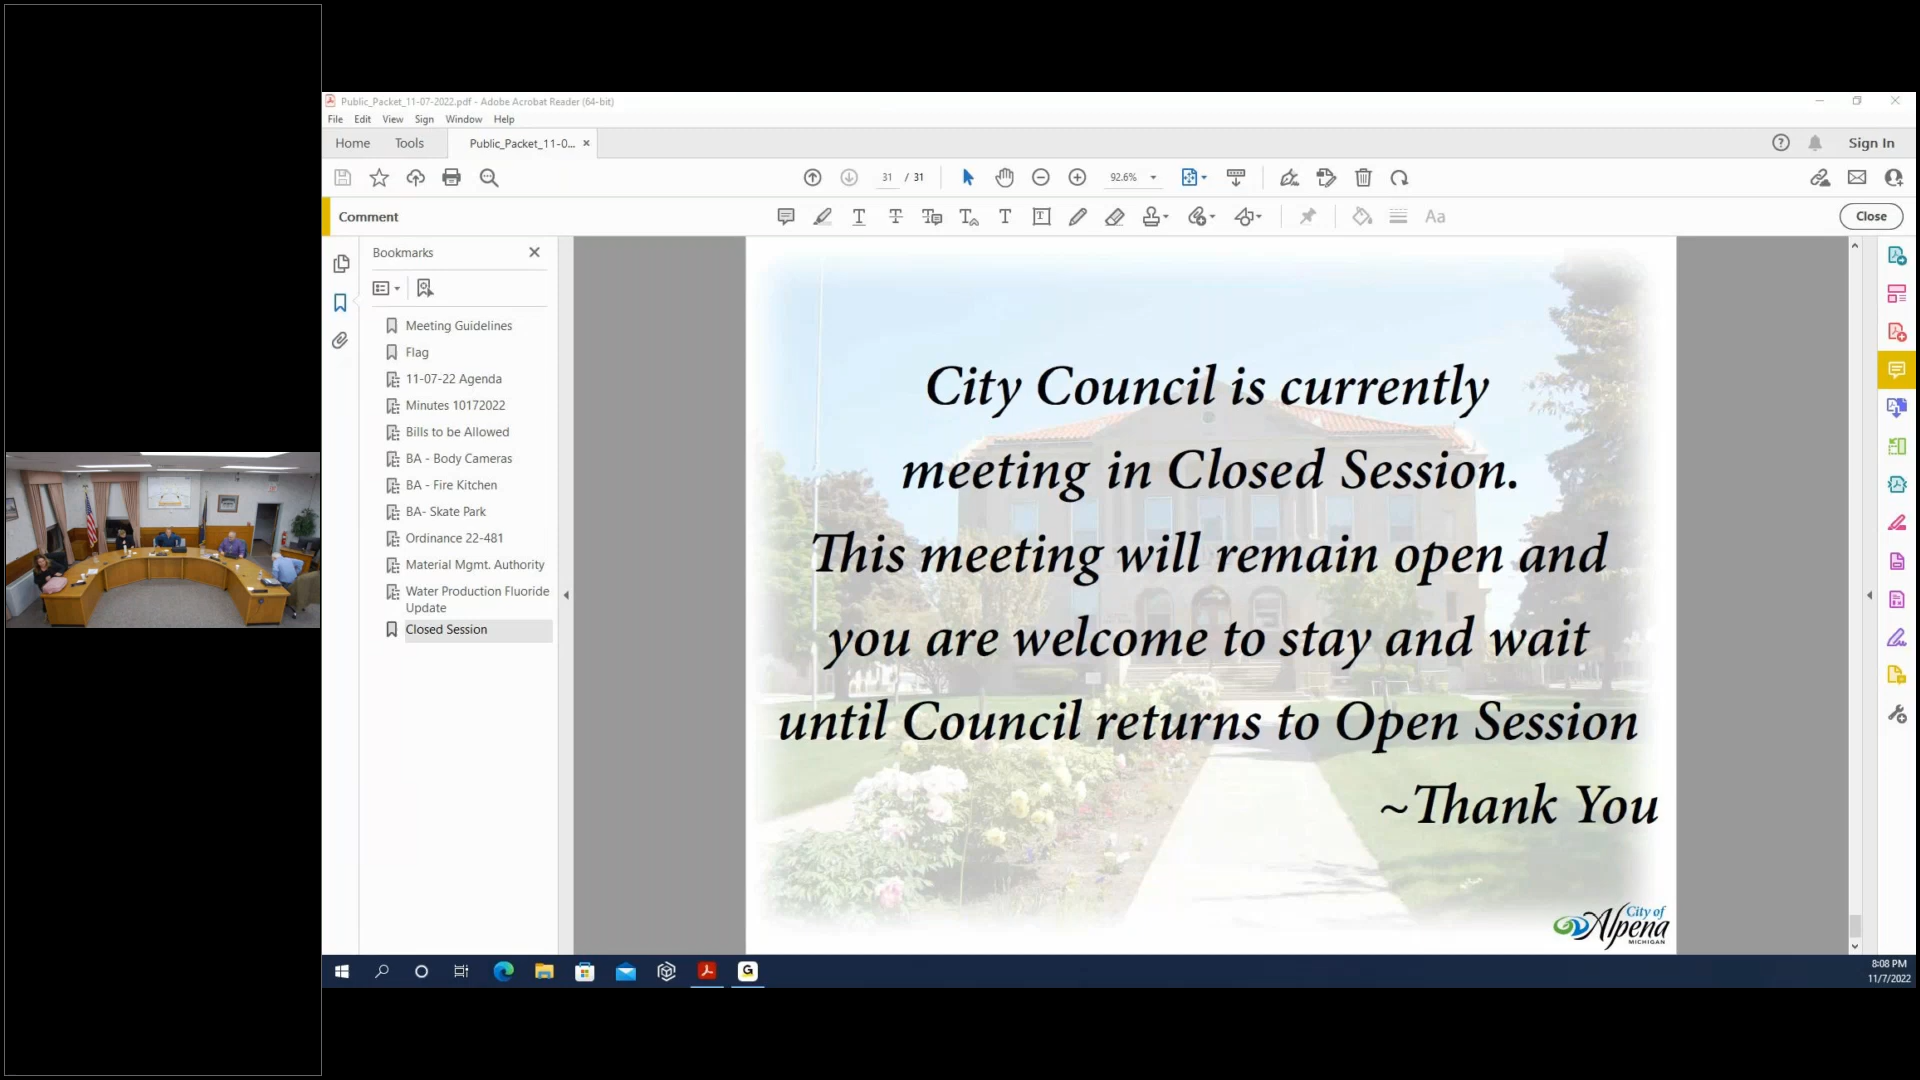 Public_Packet_11-07-2022.pdf - Adobe Acrobat Reader (64-bit)
File Edit View Sign Window Help
Home Tools Public_Packet_11-0... Sign In
31 / 31 92.6%
Comment Close
Bookmarks
Meeting Guidelines
Flag
11-07-22 Agenda
Minutes 10172022
Bills to be Allowed
BA - Body Cameras
BA - Fire Kitchen
BA- Skate Park
Ordinance 22-481
Material Mgmt. Authority
Water Production Fluoride
Update
Closed Session
City Council is currently
meeting in Closed Session.
This meeting will remain open and
you are welcome to stay and wait
until Council returns to Open Session
~Thank You
City of
Alpena
MICHIGAN
8:08 PM
11/7/2022